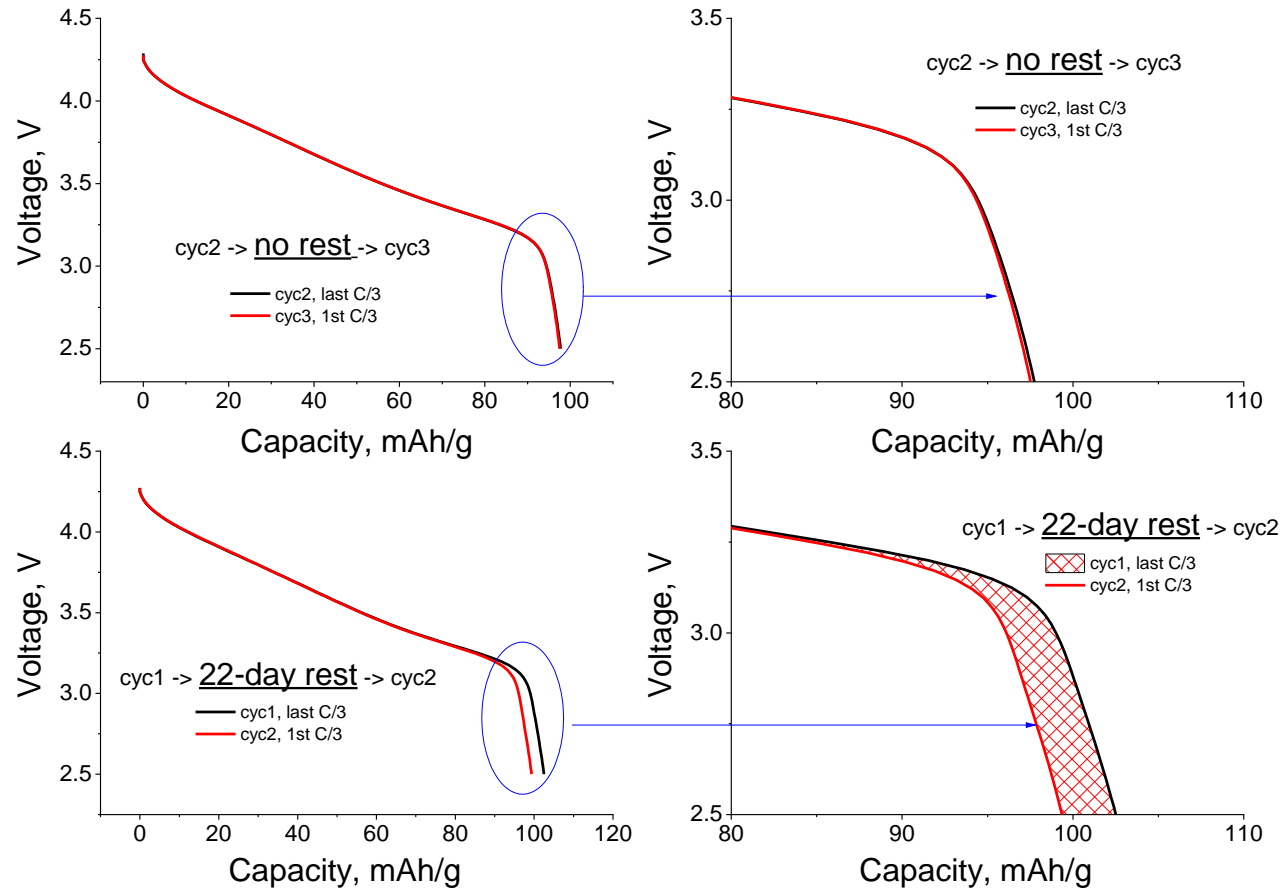 4.5
4.0
3.5
3.0
2.5
Voltage, V
cyc2 -> no rest -> cyc3
cyc2, last C/3
cyc3, 1st C/3
0
20
40
60
80
100
Capacity, mAh/g
3.5
3.0
2.5
Voltage, V
cyc2 -> no rest -> cyc3
cyc2, last C/3
cyc3, 1st C/3
80
90
100
110
Capacity, mAh/g
4.5
4.0
3.5
3.0
2.5
Voltage, V
cyc1 -> 22-day rest -> cyc2
cyc1, last C/3
cyc2, 1st C/3
0
20
40
60
80
100
120
Capacity, mAh/g
3.5
3.0
2.5
Voltage, V
cyc1 -> 22-day rest -> cyc2
cyc1, last C/3
cyc2, 1st C/3
80
90
100
110
Capacity, mAh/g